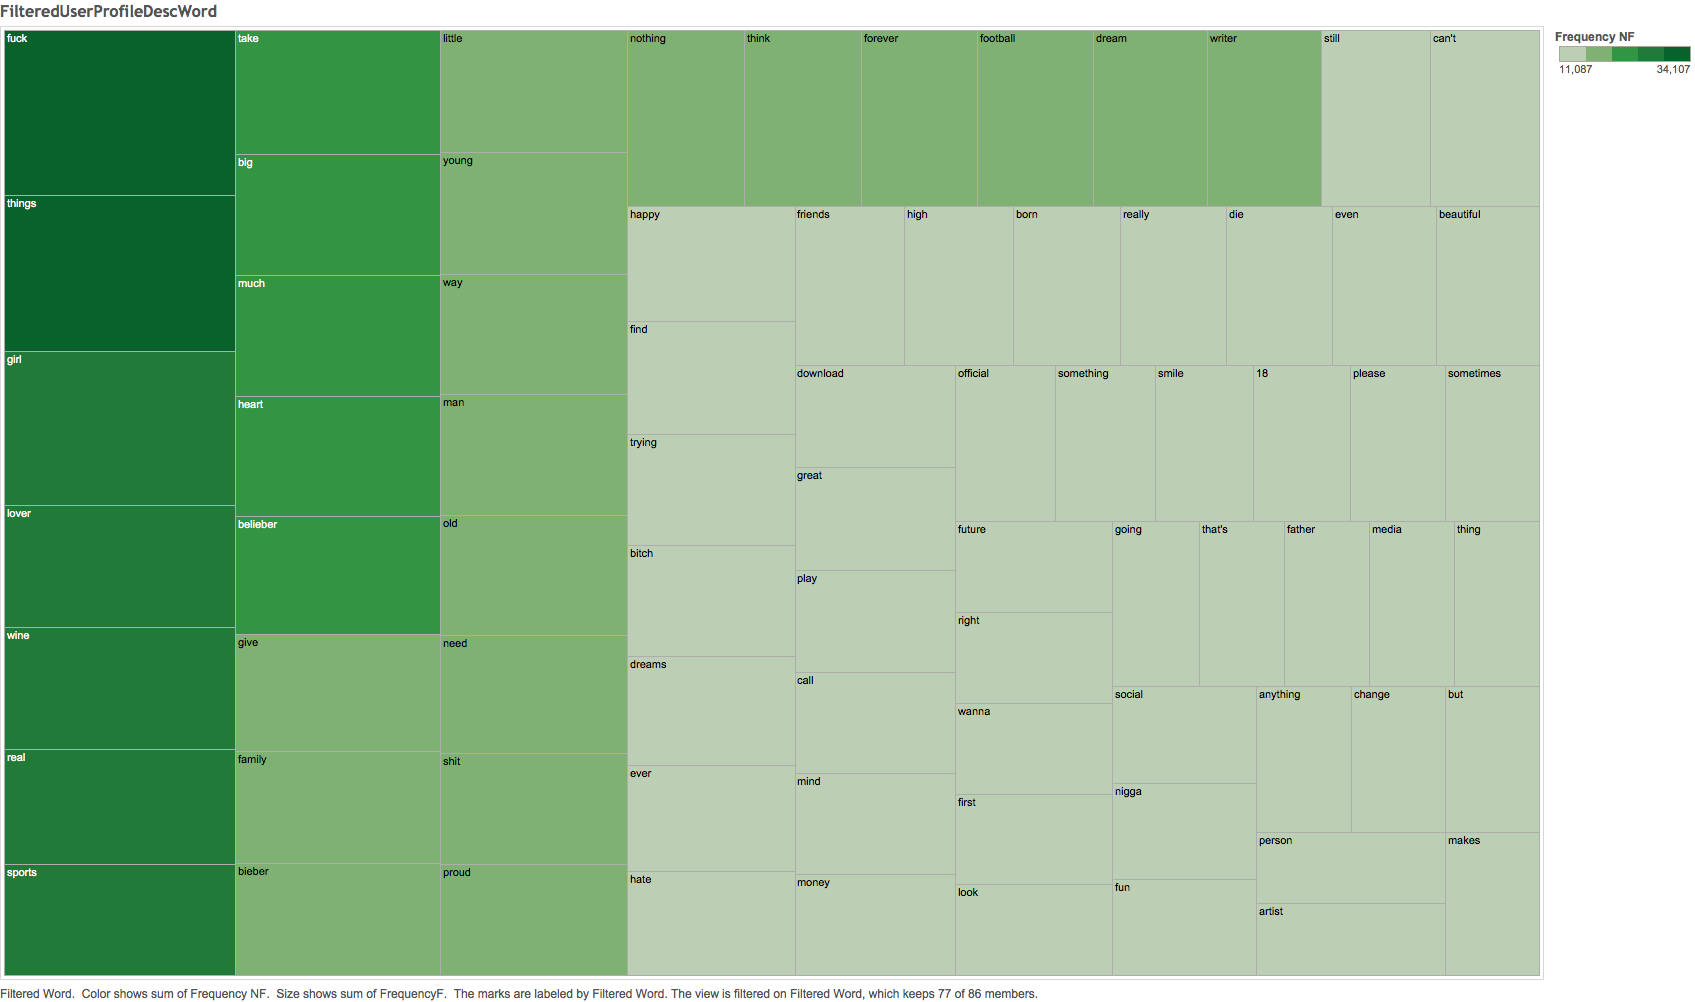 FilteredUserProfileDescWord
fuck
things
girl
lover
wine
real
sports
take
big
much
heart
belieber
give
family
bieber
little
young
way
man
old
need
shit
proud
nothing
think
forever
football
dream
writer
still
can't
happy
find
trying
bitch
dreams
ever
hate
friends
high
born
really
die
even
beautiful
download
great
play
call
mind
money
official
something
smile
18
please
sometimes
future
right
wanna
first
look
going
that's
father
media
thing
social
nigga
fun
anything
change
but
person
artist
makes
Frequency NF
11,087
34,107
Filtered Word. Color shows sum of Frequency NF. Size shows sum of FrequencyF. The marks are labeled by Filtered Word. The view is filtered on Filtered Word, which keeps 77 of 86 members.